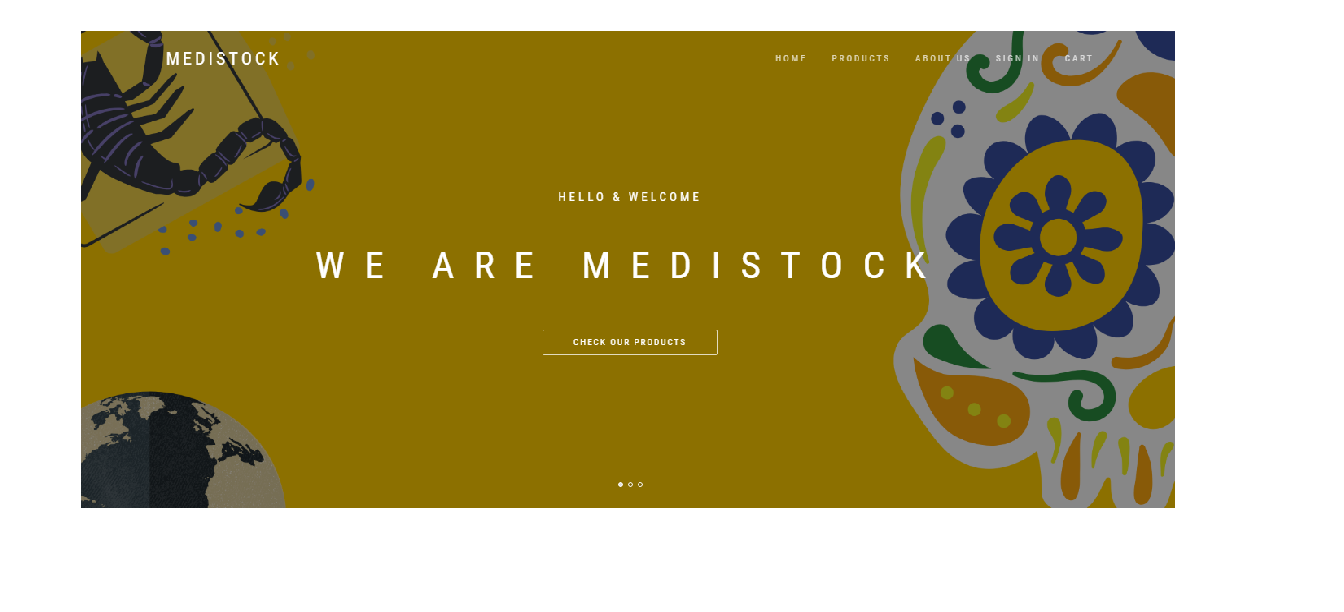 MEDISTOCK
HOME PRODUCTS ABOUT US SIGN IN CART
HELLO & WELCOME
WE ARE MEDISTOCK
CHECK OUR PRODUCTS